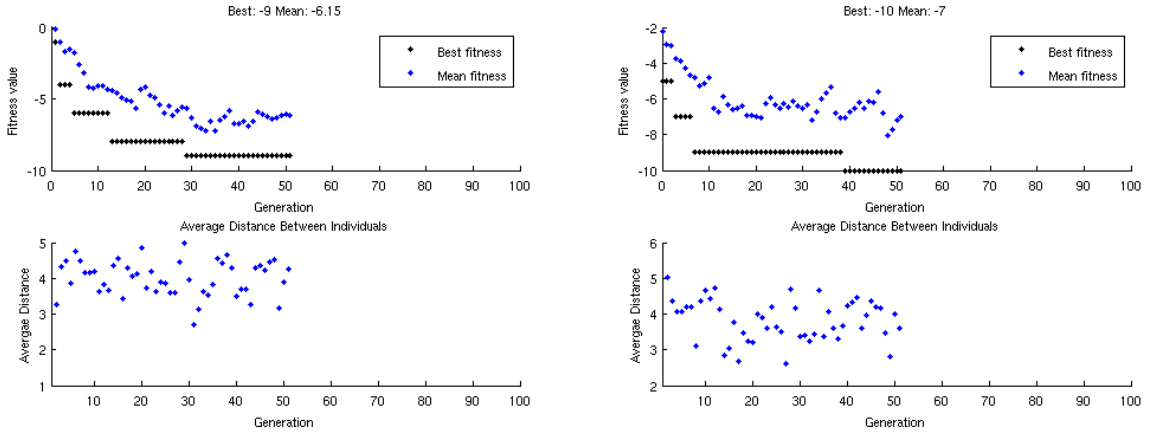 Best: -9 Mean: -6.15
0
-5
-10
Fitness value
Best fitness
Mean fitness
0 10 20 30 40 50 60 70 80 90 100
Generation
Average Distance Between Individuals
5
4
3
2
1
Avergae Distance
10 20 30 40 50 60 70 80 90 100
Generation
Best: -10 Mean: -7
-2
-4
-6
-8
-10
Fitness value
Best fitness
Mean fitness
0 10 20 30 40 50 60 70 80 90 100
Generation
Average Distance Between Individuals
6
5
4
3
2
Avergae Distance
10 20 30 40 50 60 70 80 90 100
Generation